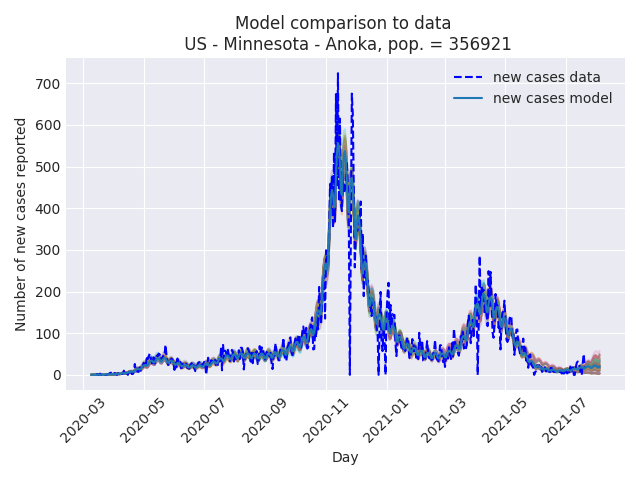 Model comparison to data
US - Minnesota - Anoka, pop. = 356921
new cases data
new cases model
Number of new cases reported
700
600
500
400
300
200
100
0
2020-03
2020-05
2020-07
2020-09
2020-11
2021-01
2021-03
2021-05
2021-07
Day